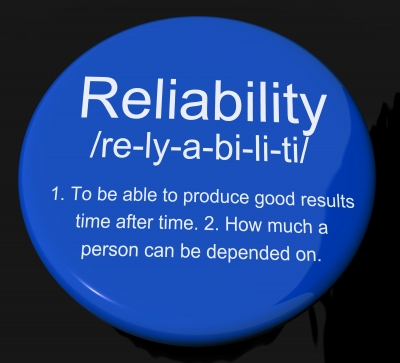 Reliability
/re-ly-a-bi-li-ti/
1. To be able to produce good results
time after time. 2. How much a
person can be depended on.